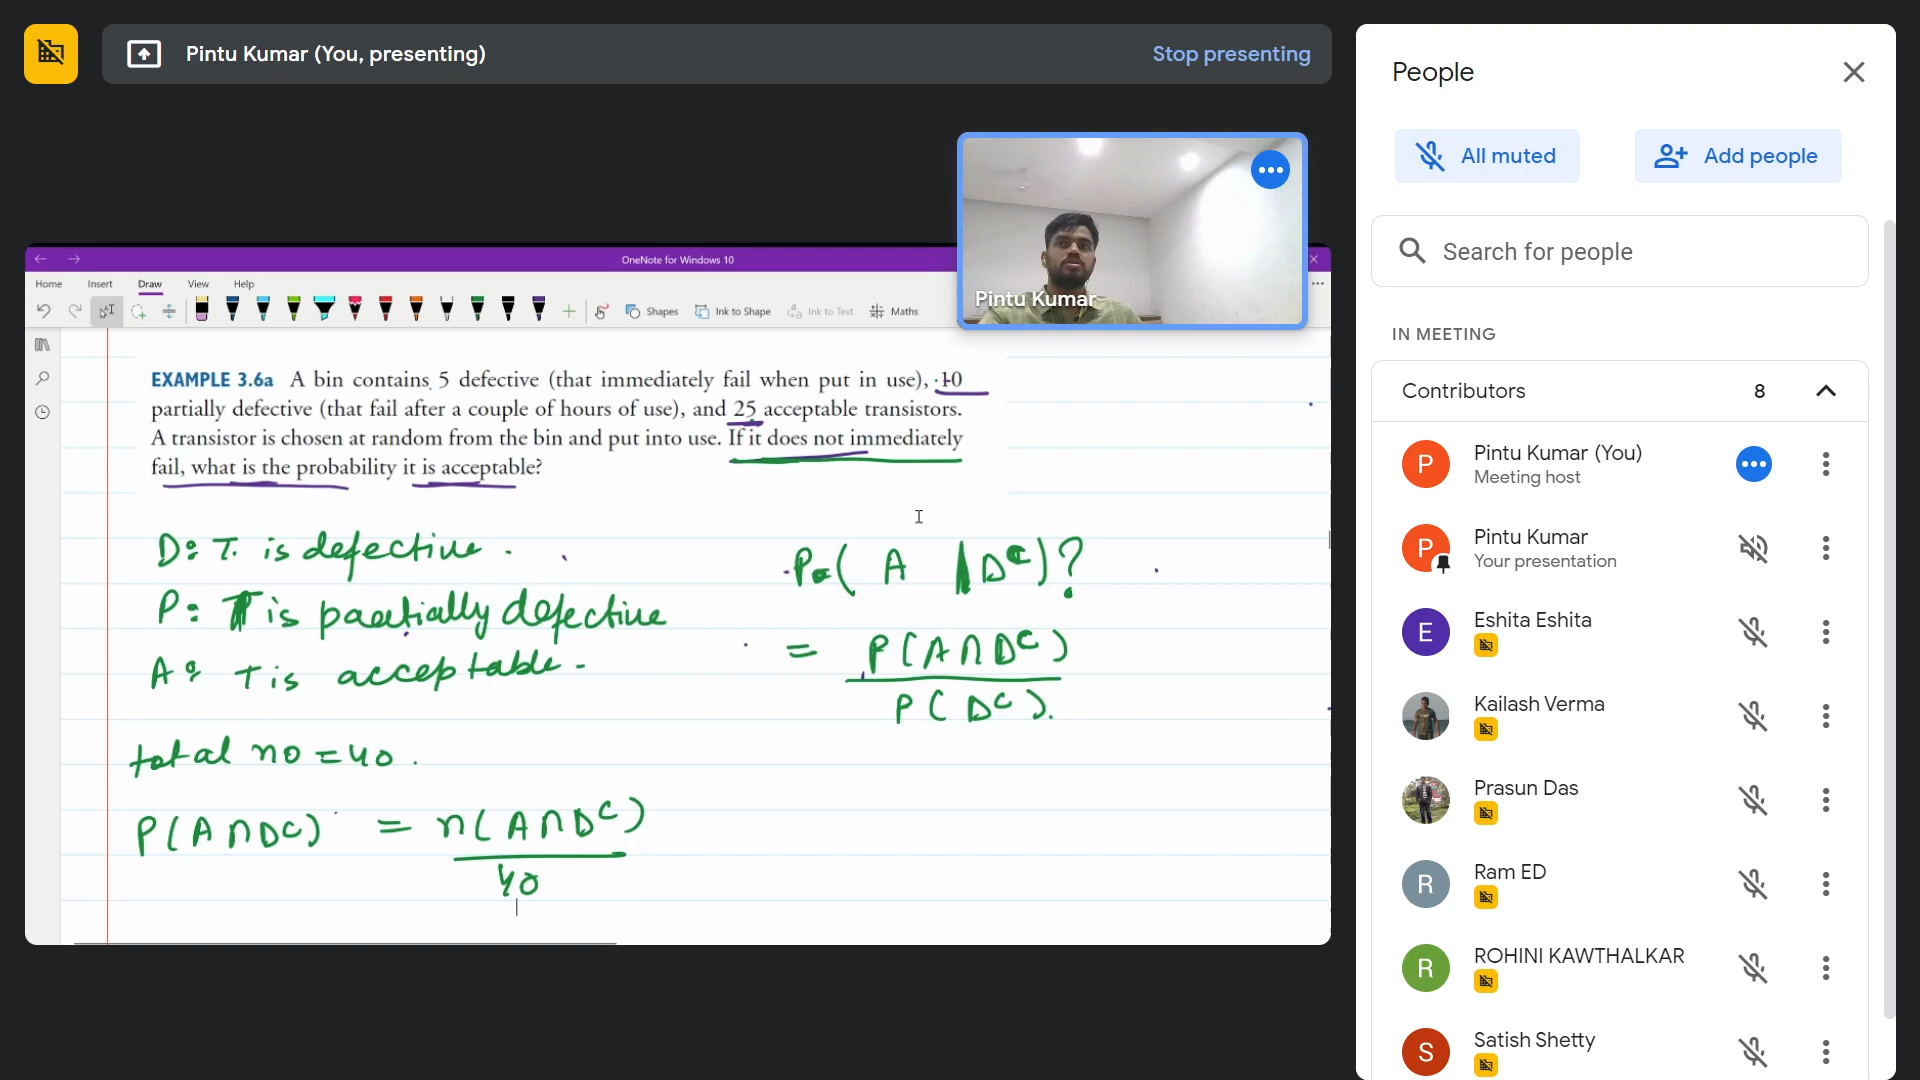 Pintu Kumar (You, presenting)
Stop presenting
OneNote for Windows 10
Home Insert Draw View Help
Shapes Ink to Shape Ink to Text Maths
Pintu Kumar
EXAMPLE 3.6a A bin contains 5 defective (that immediately fail when put in use), 10
partially defective (that fail after a couple of hours of use), and 25 acceptable transistors.
A transistor is chosen at random from the bin and put into use. If it does not immediately
fail, what is the probability it is acceptable?
D: T. is defective.
P: T is partially defective
A: T is acceptable.
total no = 40.
P(A∩D^c) = n(A∩D^c)
40
Pr( A | D^c)?
= P(A∩D^c)
P(D^c).
People
All muted
Add people
Search for people
IN MEETING
Contributors 8
P Pintu Kumar (You)
Meeting host
P Pintu Kumar
Your presentation
E Eshita Eshita
Kailash Verma
Prasun Das
R Ram ED
R ROHINI KAWTHALKAR
S Satish Shetty